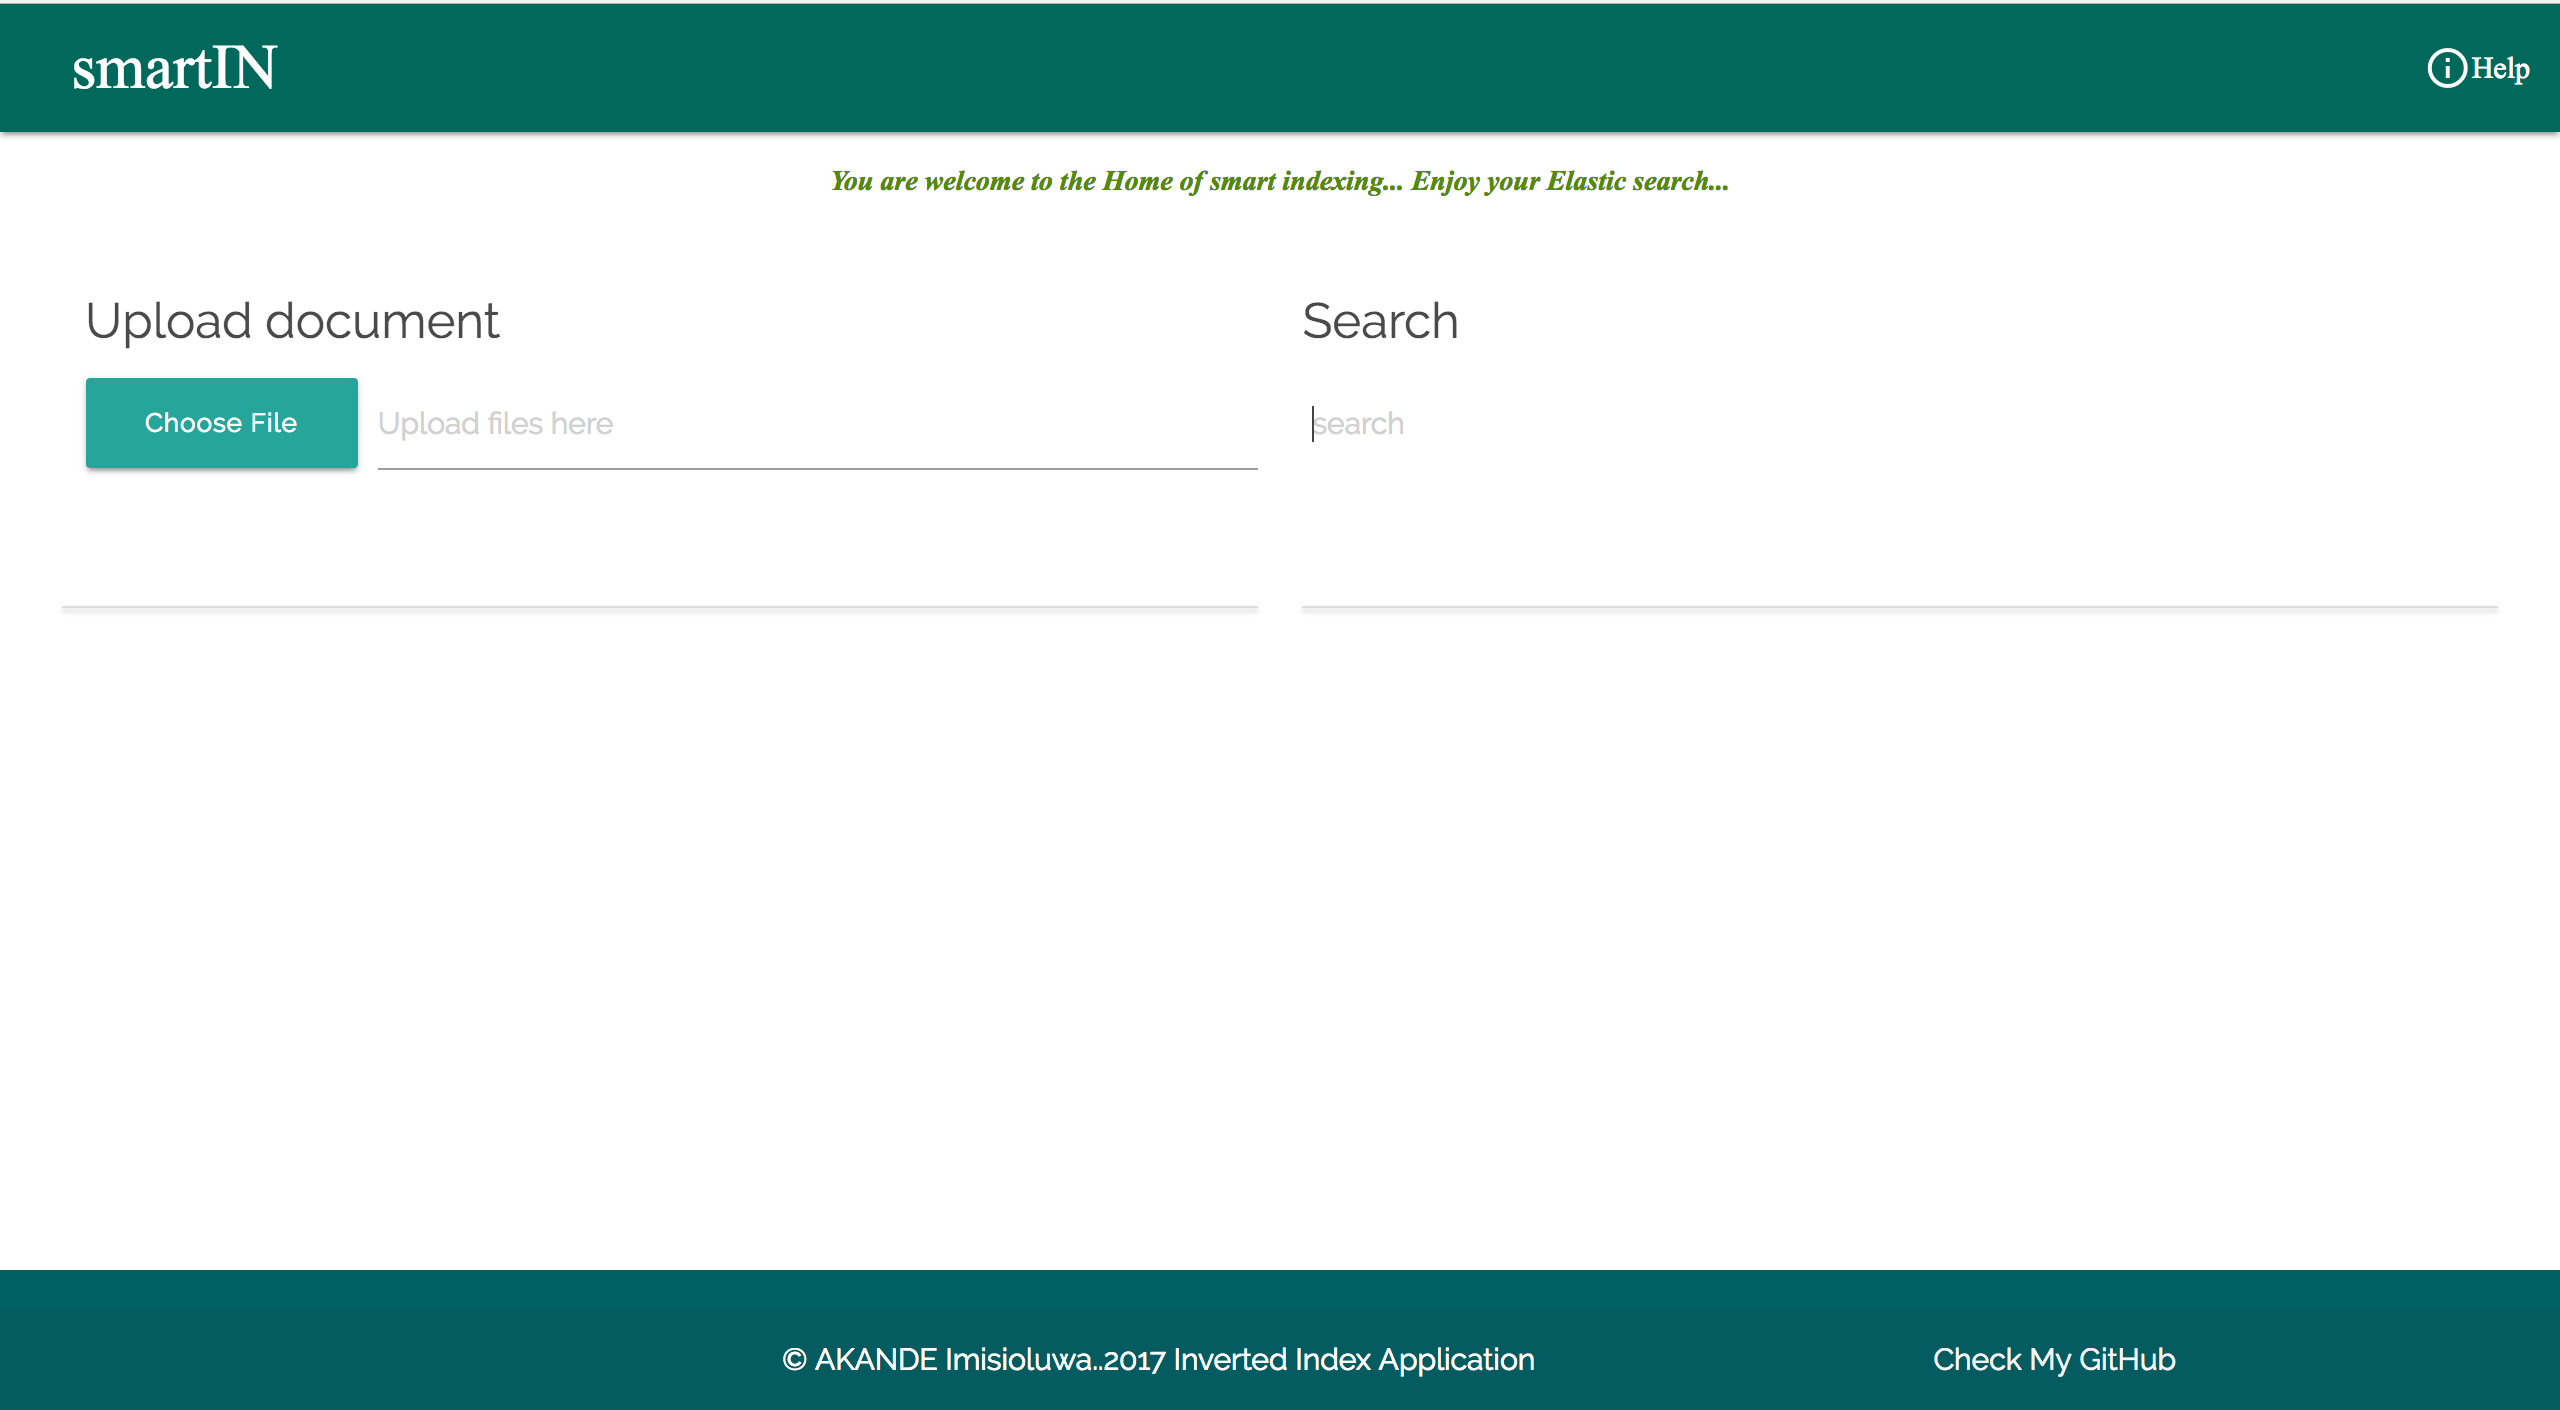 smartIN
Help
You are welcome to the Home of smart indexing... Enjoy your Elastic search...
Upload document
Choose File
Upload files here
Search
search
© AKANDE Imisioluwa..2017 Inverted Index Application
Check My GitHub